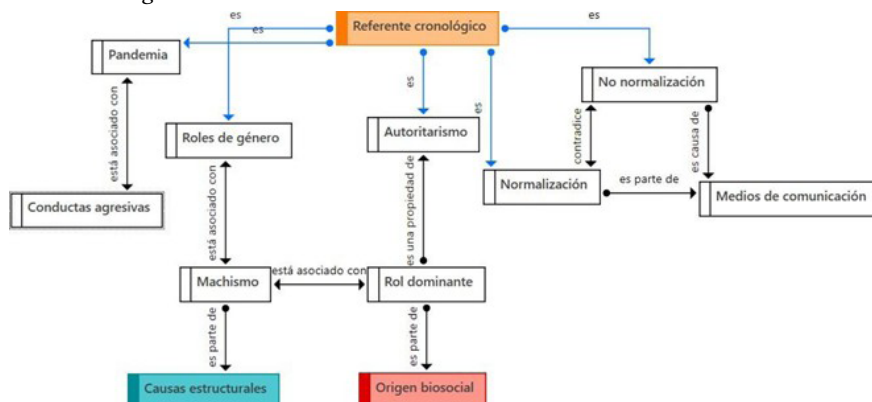 es
Referente cronológico
es
es
Pandemia
No normalización
es
es
está asociado con
Roles de género
Autoritarismo
contradice
es causa de
Normalización
es parte de
Medios de comunicación
Conductas agresivas
está asociado con
es una propiedad de
Machismo
está asociado con
Rol dominante
es parte de
es parte de
Causas estructurales
Origen biosocial